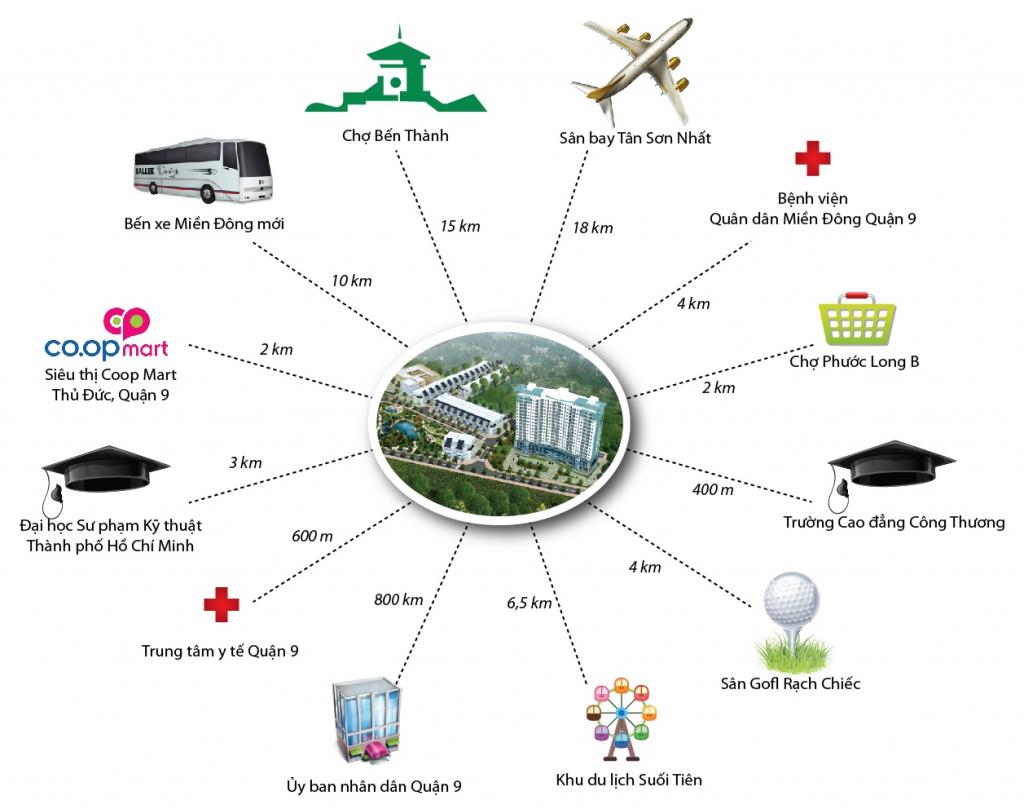 Chợ Bến Thành
Sân bay Tân Sơn Nhất
Bệnh viện
Quân dân Miền Đông Quận 9
Bến xe Miền Đông mới
15 km
18 km
10 km
4 km
co.opmart
Siêu thị Coop Mart
Thủ Đức, Quận 9
2 km
Chợ Phước Long B
2 km
3 km
Đại học Sư phạm Kỹ thuật
Thành phố Hồ Chí Minh
400 m
Trường Cao đẳng Công Thương
600 m
4 km
Trung tâm y tế Quận 9
800 km
6,5 km
Sân Gofl Rạch Chiếc
Ủy ban nhân dân Quận 9
Khu du lịch Suối Tiên